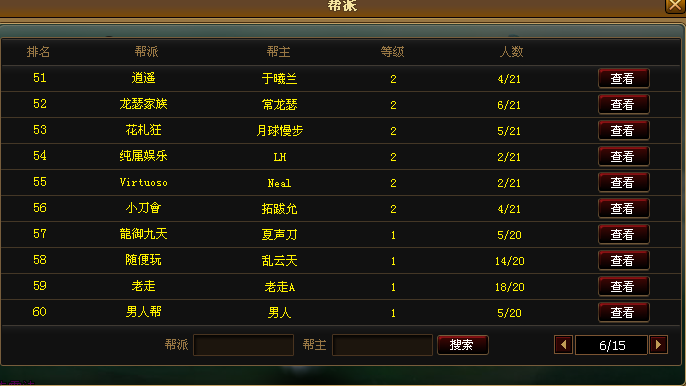 帮派
排名 帮派 帮主 等级 人数
51 逍遥 于曦兰 2 4/21 查看
52 龙瑟家族 常龙瑟 2 6/21 查看
53 花札狂 月球慢步 2 5/21 查看
54 纯属娱乐 LH 2 2/21 查看
55 Virtuoso Neal 2 2/21 查看
56 小刀會 拓跋允 2 4/21 查看
57 龍御九天 夏声刀 1 5/20 查看
58 随便玩 乱云天 1 14/20 查看
59 老走 老走A 1 18/20 查看
60 男人帮 男人 1 5/20 查看
帮派 帮主 搜索 6/15